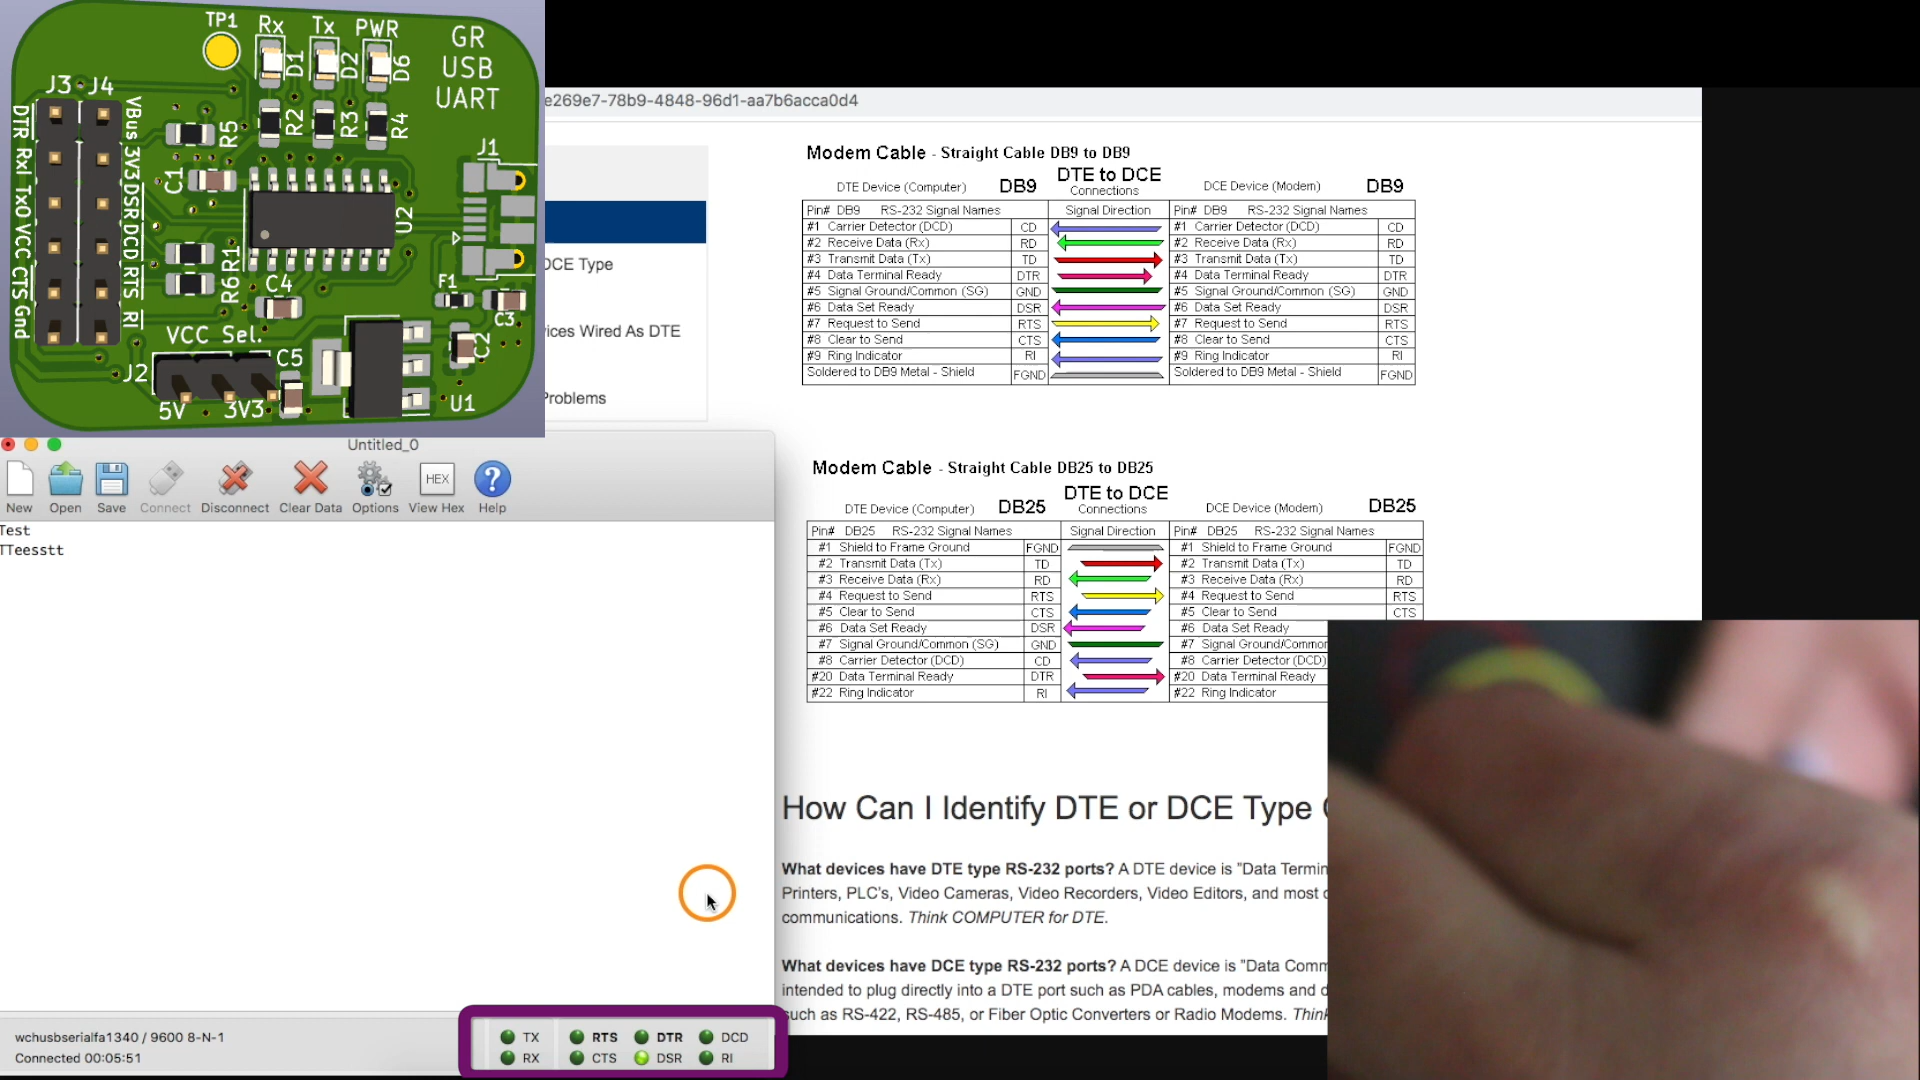 TP1 Rx Tx PWR
GR
USB
UART
D1 D2 D6
J3 J4
DTR RxI TxO VCC CTS Gnd
VBus 3V3 DSR DCD RTS RI
R5 R2 R3 R4
J1
C1
U2
R1
R6 C4
F1
C3
C2
VCC Sel.
J2 C5
5V 3V3
U1
e269e7-78b9-4848-96d1-aa7b6acca0d4
DCE Type
ices Wired As DTE
Problems
Modem Cable - Straight Cable DB9 to DB9
DTE Device (Computer) DB9 DTE to DCE Connections DCE Device (Modem) DB9
Pin# DB9 RS-232 Signal Names Signal Direction Pin# DB9 RS-232 Signal Names
#1 Carrier Detector (DCD) CD #1 Carrier Detector (DCD) CD
#2 Receive Data (Rx) RD #2 Receive Data (Rx) RD
#3 Transmit Data (Tx) TD #3 Transmit Data (Tx) TD
#4 Data Terminal Ready DTR #4 Data Terminal Ready DTR
#5 Signal Ground/Common (SG) GND #5 Signal Ground/Common (SG) GND
#6 Data Set Ready DSR #6 Data Set Ready DSR
#7 Request to Send RTS #7 Request to Send RTS
#8 Clear to Send CTS #8 Clear to Send CTS
#9 Ring Indicator RI #9 Ring Indicator RI
Soldered to DB9 Metal - Shield FGND Soldered to DB9 Metal - Shield FGND
Modem Cable - Straight Cable DB25 to DB25
DTE Device (Computer) DB25 DTE to DCE Connections DCE Device (Modem) DB25
Pin# DB25 RS-232 Signal Names Signal Direction Pin# DB25 RS-232 Signal Names
#1 Shield to Frame Ground FGND #1 Shield to Frame Ground FGND
#2 Transmit Data (Tx) TD #2 Transmit Data (Tx) TD
#3 Receive Data (Rx) RD #3 Receive Data (Rx) RD
#4 Request to Send RTS #4 Request to Send RTS
#5 Clear to Send CTS #5 Clear to Send CTS
#6 Data Set Ready DSR #6 Data Set Ready
#7 Signal Ground/Common (SG) GND #7 Signal Ground/Common
#8 Carrier Detector (DCD) CD #8 Carrier Detector (DCD)
#20 Data Terminal Ready DTR #20 Data Terminal Ready
#22 Ring Indicator RI #22 Ring Indicator
How Can I Identify DTE or DCE Type
What devices have DTE type RS-232 ports? A DTE device is "Data Termin
Printers, PLC's, Video Cameras, Video Recorders, Video Editors, and most
communications. Think COMPUTER for DTE.
What devices have DCE type RS-232 ports? A DCE device is "Data Comm
intended to plug directly into a DTE port such as PDA cables, modems and d
such as RS-422, RS-485, or Fiber Optic Converters or Radio Modems. Think
Untitled_0
HEX ?
New Open Save Connect Disconnect Clear Data Options View Hex Help
Test
TTeesstt
wchusbserialfa1340 / 9600 8-N-1
Connected 00:05:51
TX RTS DTR DCD
RX CTS DSR RI